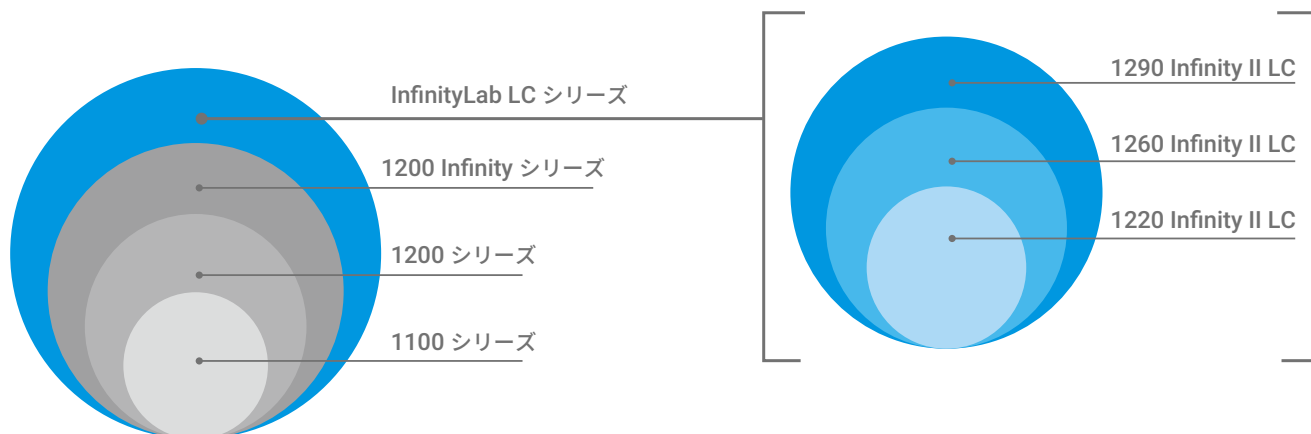 InfinityLab LC シリーズ
1200 Infinity シリーズ
1200 シリーズ
1100 シリーズ
1290 Infinity II LC
1260 Infinity II LC
1220 Infinity II LC